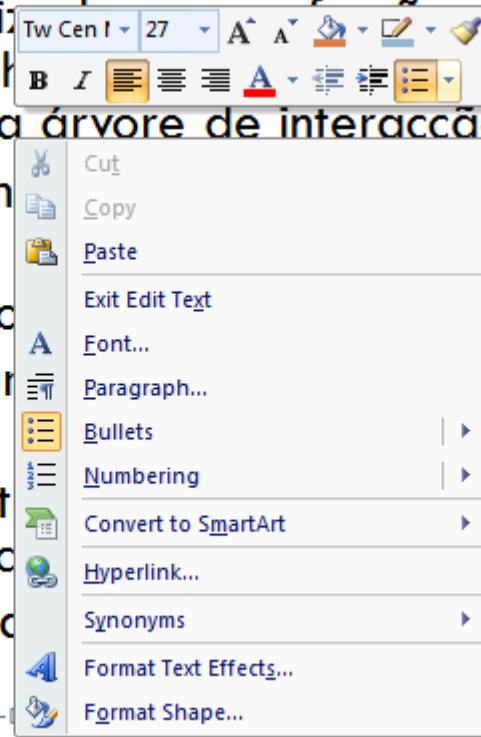 Tw Cen 27 A A
B I A
a árvore de interacçã
Cut
Copy
Paste
Exit Edit Text
Font...
Paragraph...
Bullets
Numbering
Convert to SmartArt
Hyperlink...
Synonyms
Format Text Effects...
Format Shape...